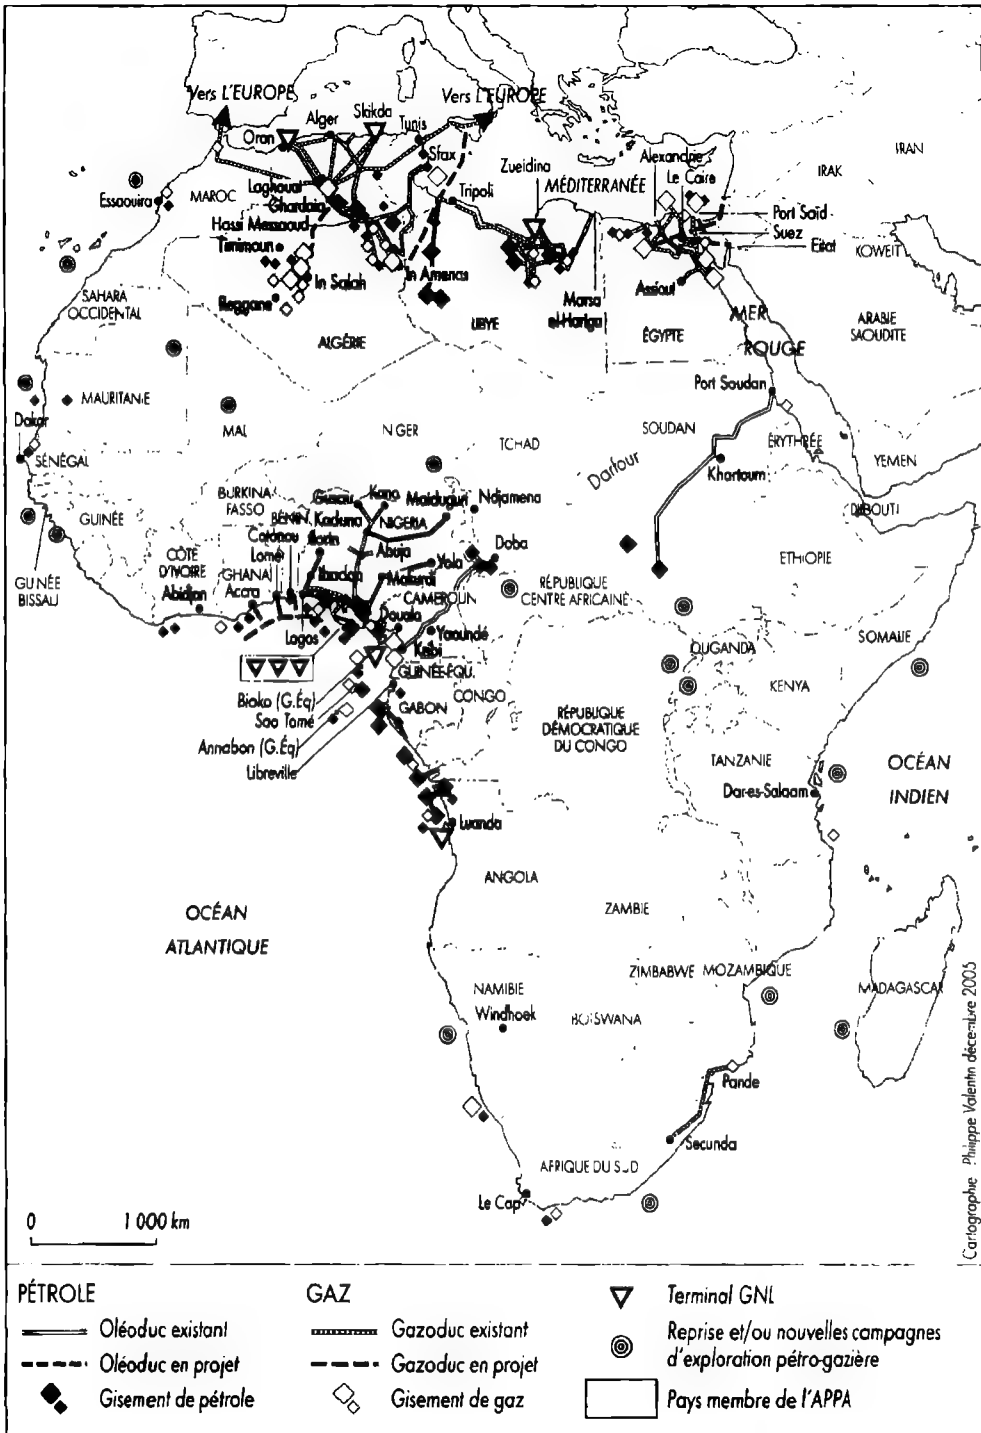 Vers L'EUROPE
Vers L'EUROPE
Alger
Skikda
Tunis
Oran
Sfax
Zueidina
Alexandrie
Le Caire
IRAN
IRAK
MÉDITERRANÉE
Essaouira
MAROC
Laghouat
Ghardaïa
Tripoli
Port Saïd
Hassi Messaoud
Suez
Timimoun
Eilat
KOWEIT
In Salah
In Amenas
Assiout
Reggane
Marsa
el-Hariga
SAHARA
OCCIDENTAL
ALGÉRIE
LIBYE
ÉGYPTE
MER
ROUGE
ARABIE
SAOUDITE
Port Soudan
MAURITANIE
Dakar
MALI
NIGER
TCHAD
SOUDAN
ÉRYTHRÉE
YEMEN
SÉNÉGAL
Darfour
Khartoum
BURKINA
FASSO
Gusau
Kano
Maiduguri
Ndjamena
DJIBOUTI
GUINÉE
BÉNIN
Kaduna
NIGERIA
Cotonou
Ilorin
Lomé
Abuja
Doba
ETHIOPIE
CÔTE
D'IVOIRE
GHANA
Ibadan
Makurdi
Yola
GUINÉE
BISSAU
Abidjan
Accra
CAMEROUN
RÉPUBLIQUE
CENTRE AFRICAINE
Lagos
Douala
Yaoundé
OUGANDA
SOMALIE
Kribi
GUINÉE-ÉQU.
KENYA
Bioko (G.Éq)
CONGO
Sao Tomé
GABON
RÉPUBLIQUE
DÉMOCRATIQUE
DU CONGO
Annabon (G.Éq)
Libreville
TANZANIE
OCÉAN
INDIEN
Dar-es-Salaam
Luanda
ANGOLA
OCÉAN
ATLANTIQUE
ZAMBIE
ZIMBABWE
MOZAMBIQUE
NAMIBIE
MADAGASCAR
Windhoek
BOTSWANA
Pande
Secunda
AFRIQUE DU SUD
Le Cap
0 1 000 km
Cartographie Philippe Valentin décembre 2005
PÉTROLE
Oléoduc existant
Oléoduc en projet
Gisement de pétrole
GAZ
Gazoduc existant
Gazoduc en projet
Gisement de gaz
Terminal GNL
Reprise et/ou nouvelles campagnes
d'exploration pétro-gazière
Pays membre de l'APPA